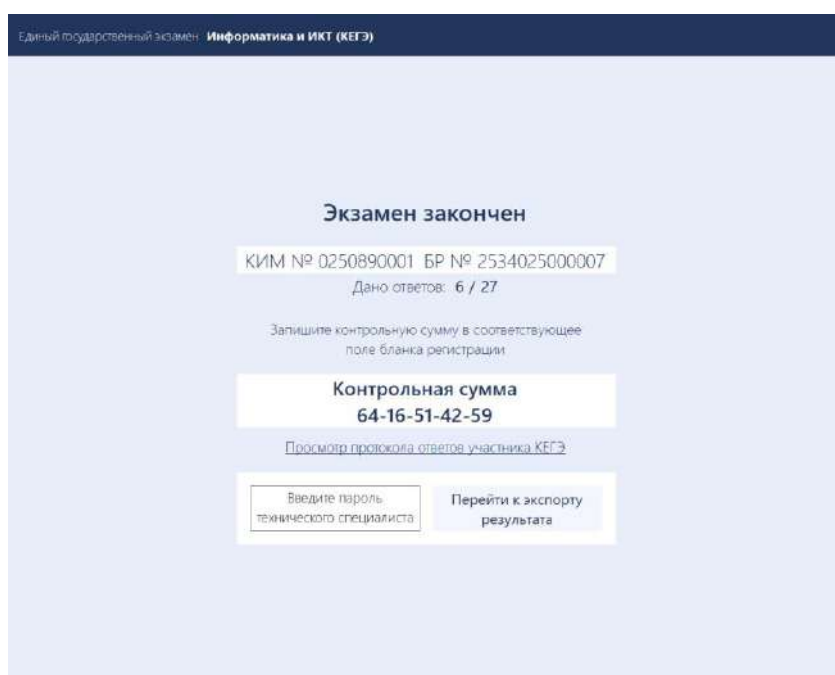 Единый государственный экзамен Информатика и ИКТ (КЕГЭ)
Экзамен закончен
КИМ № 0250890001 БР № 2534025000007
Дано ответов: 6 / 27
Запишите контрольную сумму в соответствующее
поле бланка регистрации
Контрольная сумма
64-16-51-42-59
Просмотр протокола ответов участника КЕГЭ
Введите пароль
технического специалиста
Перейти к экспорту
результата